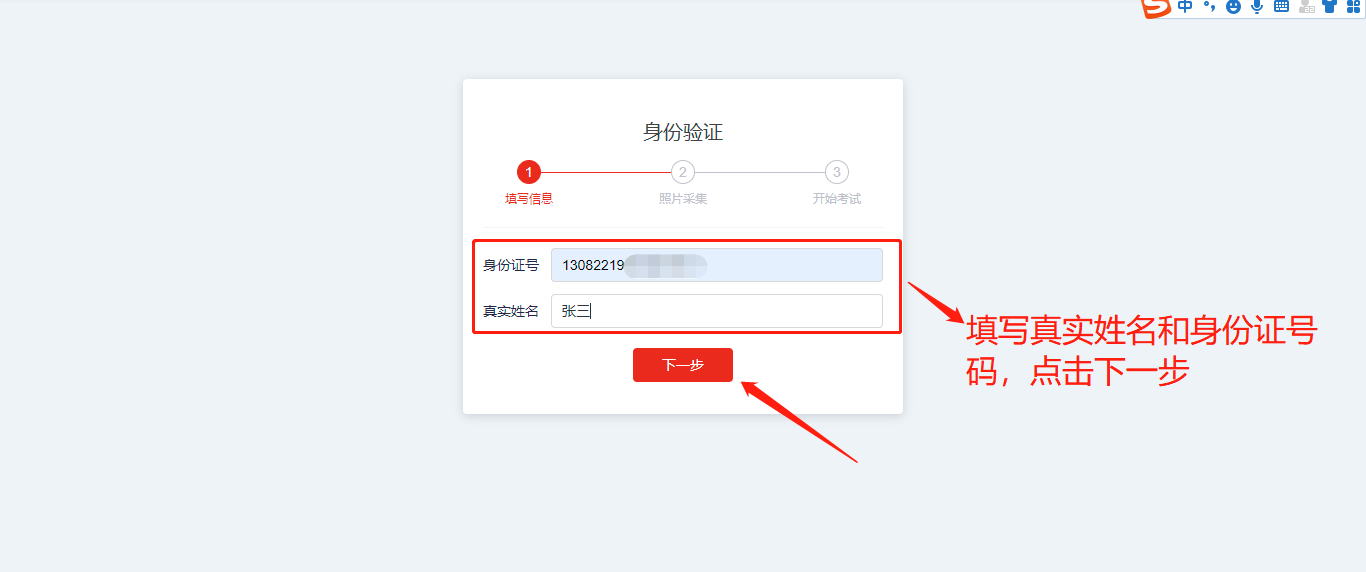 中
身份验证
1
2
3
填写信息
照片采集
开始考试
身份证号
13082219
真实姓名
张三
下一步
填写真实姓名和身份证号
码，点击下一步